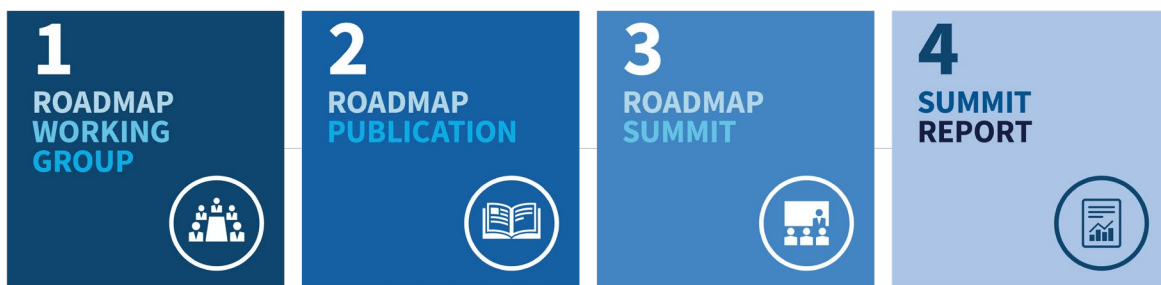 1
ROADMAP
WORKING
GROUP
2
ROADMAP
PUBLICATION
3
ROADMAP
SUMMIT
4
SUMMIT
REPORT